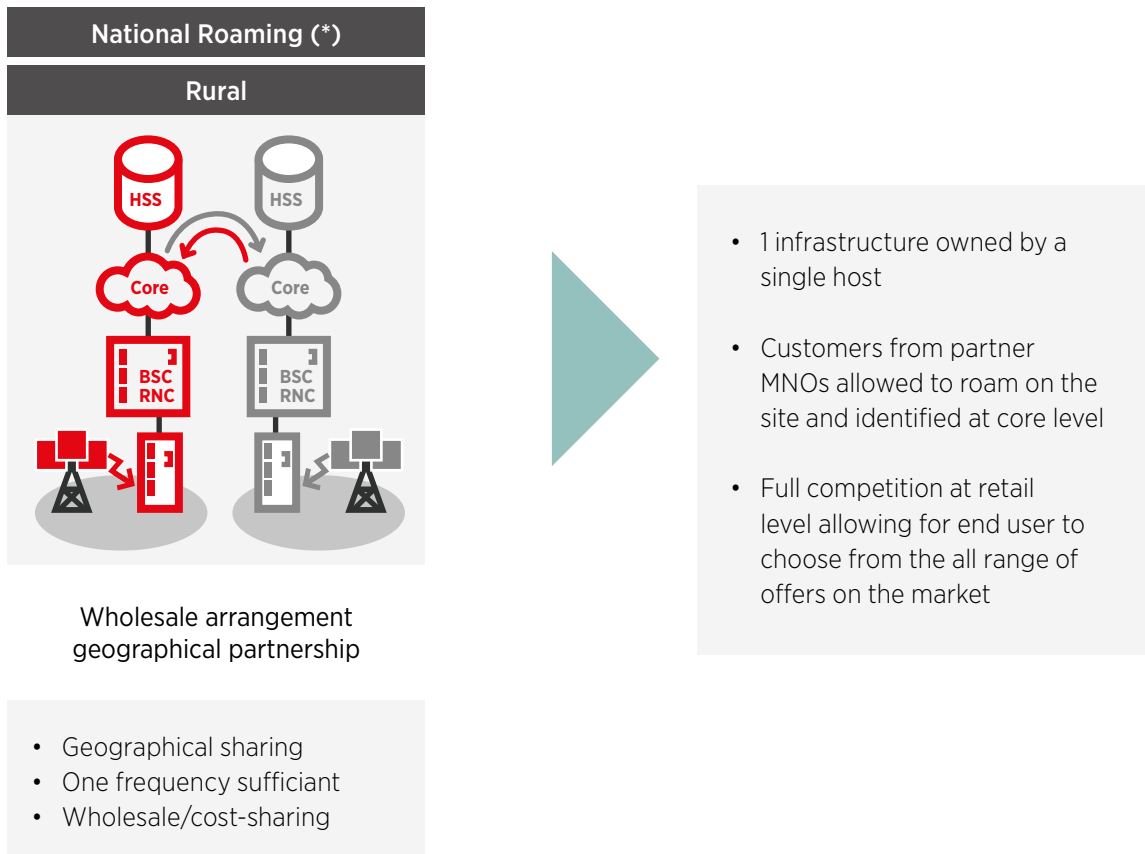 National Roaming (*)
Rural
HSS
HSS
Core
Core
BSC
RNC
BSC
RNC
Wholesale arrangement
geographical partnership
• Geographical sharing
• One frequency sufficiant
• Wholesale/cost-sharing
• 1 infrastructure owned by a
single host
• Customers from partner
MNOs allowed to roam on the
site and identified at core level
• Full competition at retail
level allowing for end user to
choose from the all range of
offers on the market